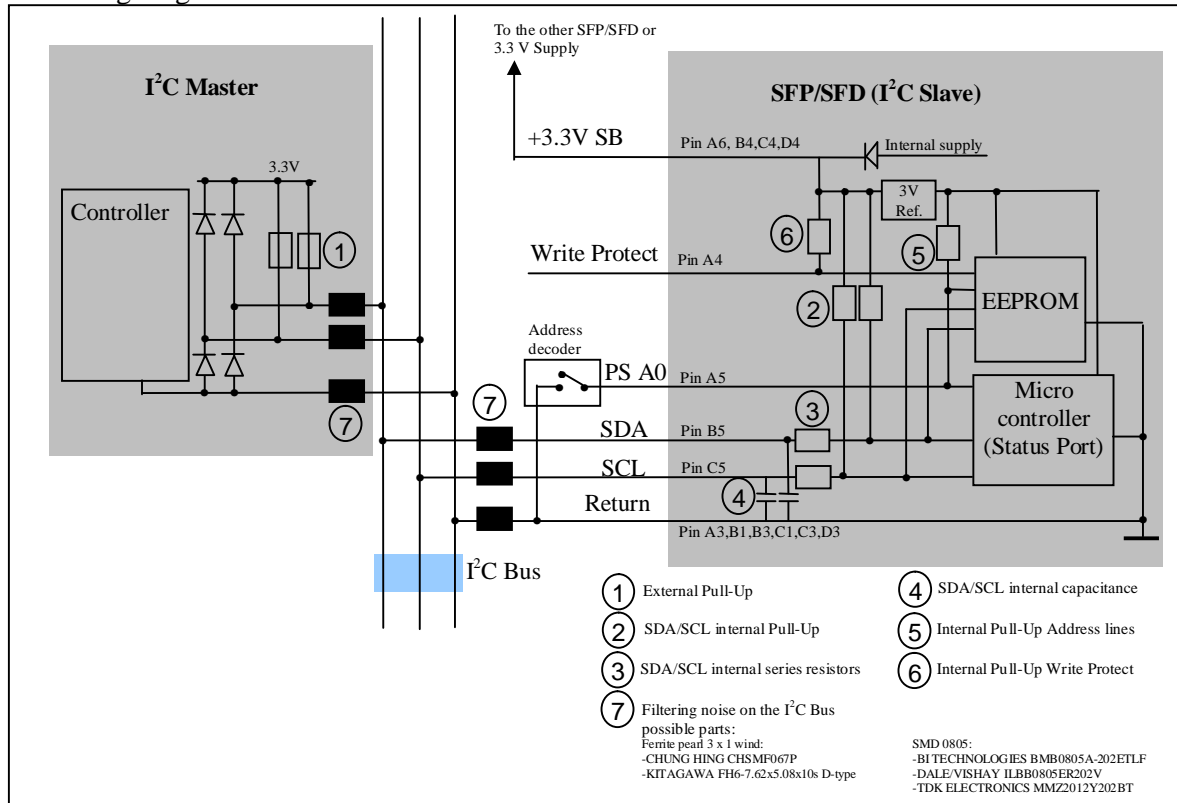 To the other SFP/SFD or
3.3 V Supply
I²C Master
SFP/SFD (I²C Slave)
+3.3V SB
Pin A6, B4,C4,D4
Internal supply
3.3V
Controller
1
3V
Ref.
6
5
Write Protect
Pin A4
2
EEPROM
Address
decoder
PS A0
Pin A5
Micro
controller
(Status Port)
7
7
3
SDA
Pin B5
SCL
Pin C5
4
Return
Pin A3,B1,B3,C1,C3,D3
I²C Bus
1 External Pull-Up
2 SDA/SCL internal Pull-Up
3 SDA/SCL internal series resistors
4 SDA/SCL internal capacitance
5 Internal Pull-Up Address lines
6 Internal Pull-Up Write Protect
7 Filtering noise on the I²C Bus
possible parts:
Ferrite pearl 3 x 1 wind:
-CHUNG HING CHSMF067P
-KITAGAWA FH6-7.62x5.08x10s D-type
SMD 0805:
-BI TECHNOLOGIES BMB0805A-202ETLF
-DALE/VISHAY ILBB0805ER202V
-TDK ELECTRONICS MMZ2012Y202BT